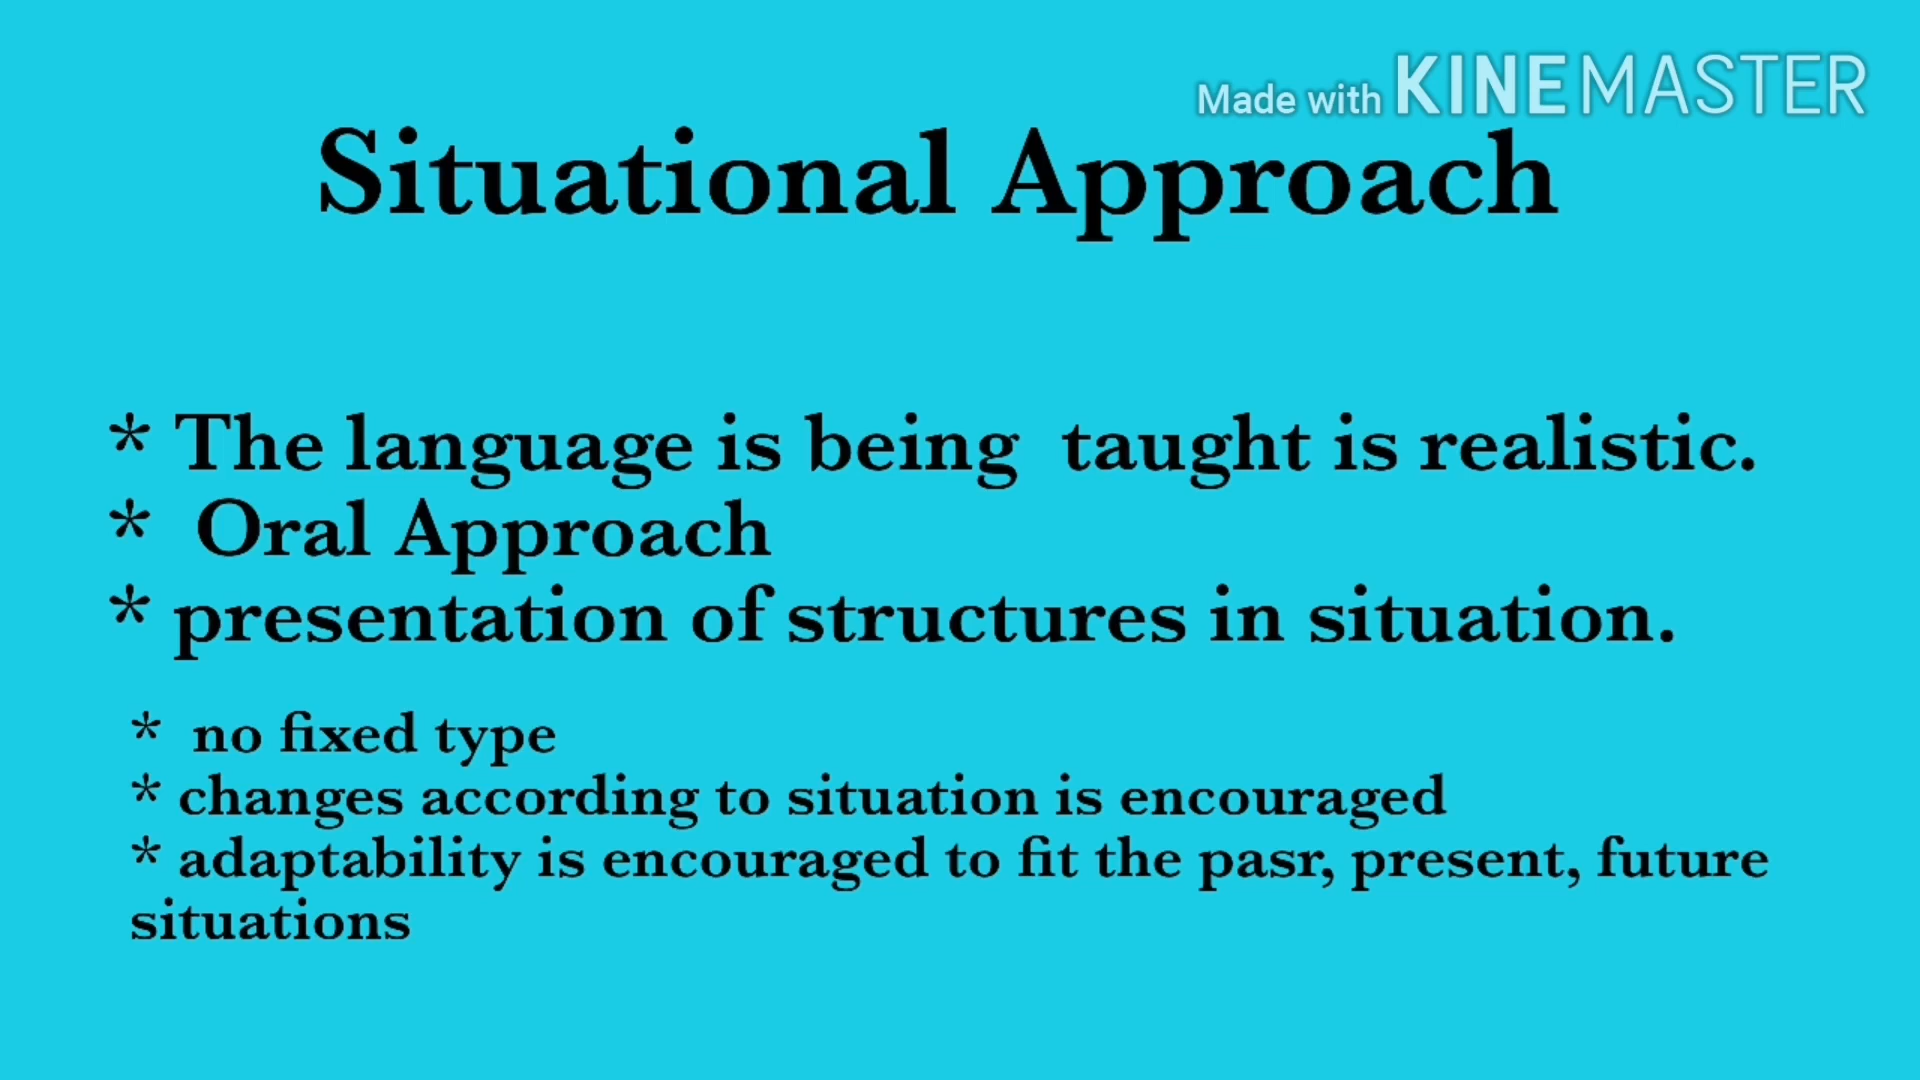 Made with KINEMASTER
Situational Approach
* The language is being taught is realistic.
* Oral Approach
* presentation of structures in situation.
* no fixed type
* changes according to situation is encouraged
* adaptability is encouraged to fit the pasr, present, future
situations